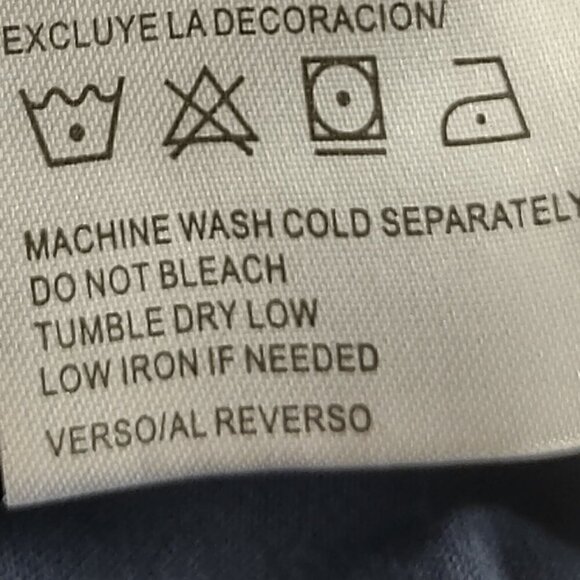 EXCLUYE LA DECORACION/
MACHINE WASH COLD SEPARATELY
DO NOT BLEACH
TUMBLE DRY LOW
LOW IRON IF NEEDED
VERSO/AL REVERSO